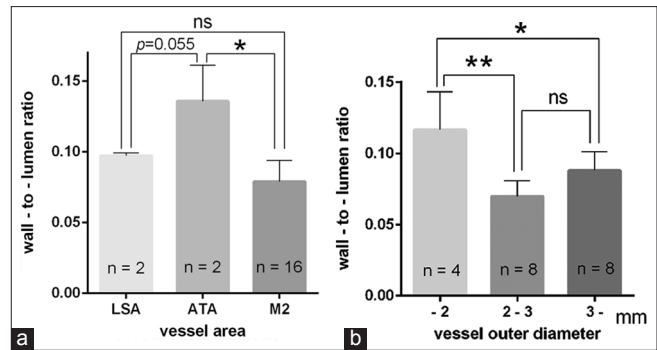 ns
p=0.055 *
0.15
0.10
0.05
0.00
wall - to - lumen ratio
n = 2 n = 2 n = 16
LSA ATA M2
vessel area
a
*
**
ns
0.15
0.10
0.05
0.00
wall - to - lumen ratio
n = 4 n = 8 n = 8
- 2 2 - 3 3 - mm
vessel outer diameter
b